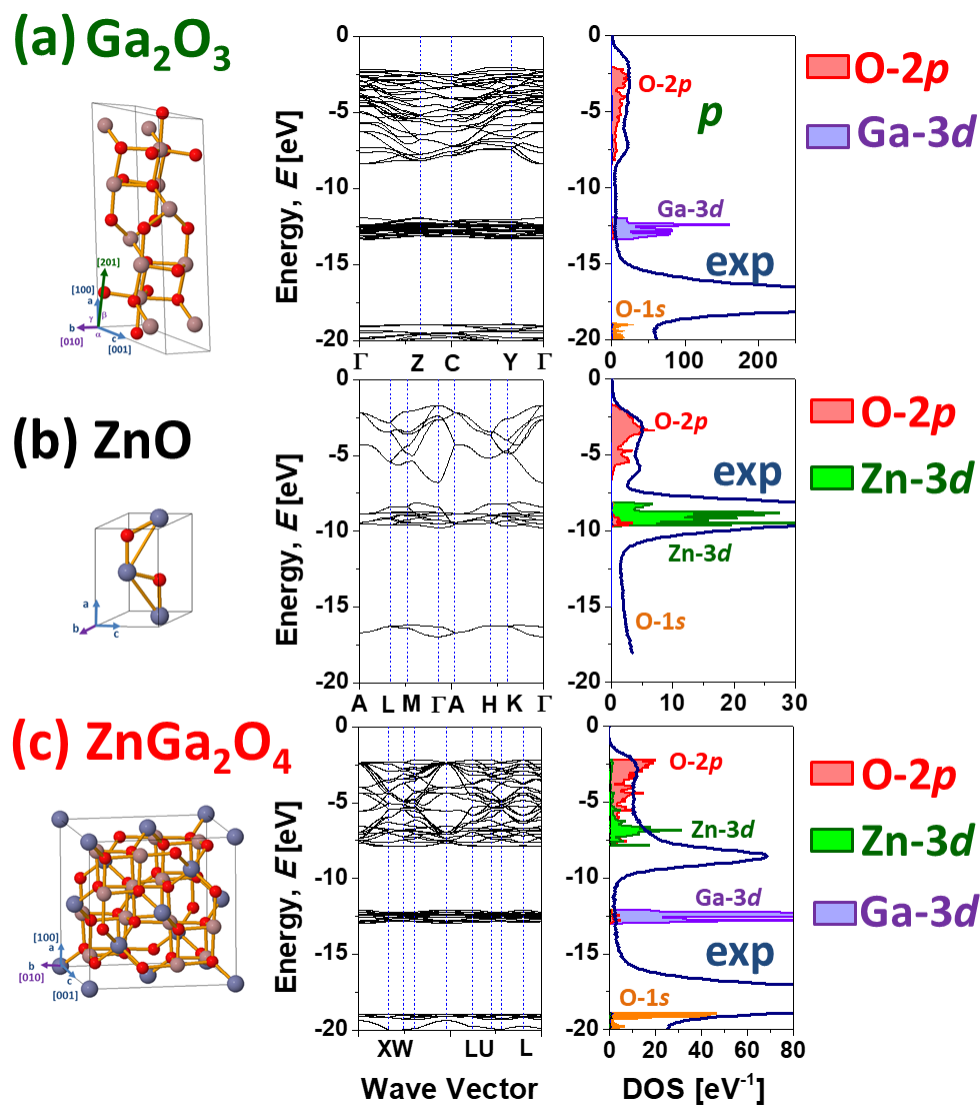 (a) Ga₂O₃
[201]
[100]
a
γ
β
b
α
c
[010]
[001]
Energy, E [eV]
0
-5
-10
-15
-20
Γ Z C Y Γ
0
-5
-10
-15
-20
O-2p
p
Ga-3d
exp
O-1s
0 100 200
O-2p
Ga-3d
(b) ZnO
a
b
c
Energy, E [eV]
0
-5
-10
-15
-20
A L M Γ A H K Γ
0
-5
-10
-15
-20
O-2p
exp
Zn-3d
O-1s
0 10 20 30
O-2p
Zn-3d
(c) ZnGa₂O₄
[100]
a
b
c
[010]
[001]
Energy, E [eV]
0
-5
-10
-15
-20
XW LU L
Wave Vector
0
-5
-10
-15
-20
O-2p
Zn-3d
Ga-3d
exp
O-1s
0 20 40 60 80
DOS [eV⁻¹]
O-2p
Zn-3d
Ga-3d